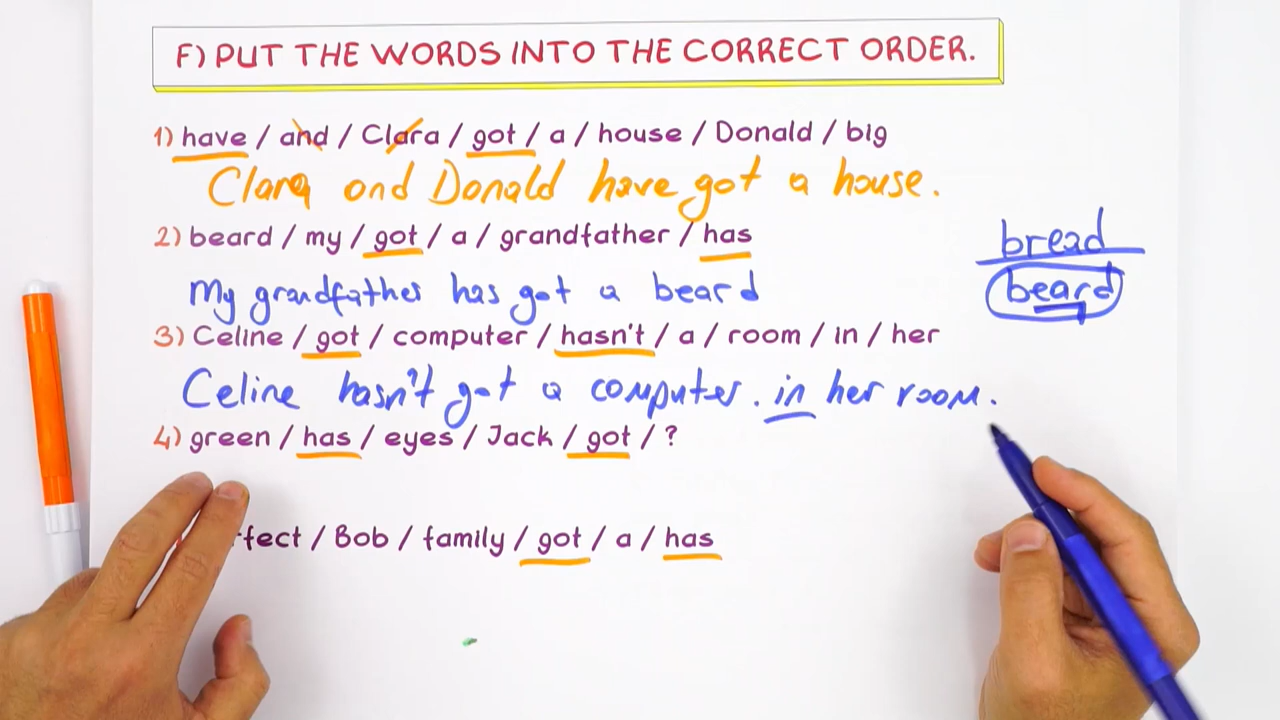 F) PUT THE WORDS INTO THE CORRECT ORDER.
1) have / and / Clara / got / a / house / Donald / big
Clara and Donald have got a house.
2) beard / my / got / a / grandfather / has
bread
My grandfather has got a beard
beard
3) Celine / got / computer / hasn't / a / room / in / her
Celine hasn't got a computer. in her room.
4) green / has / eyes / Jack / got / ?
rfect / Bob / family / got / a / has